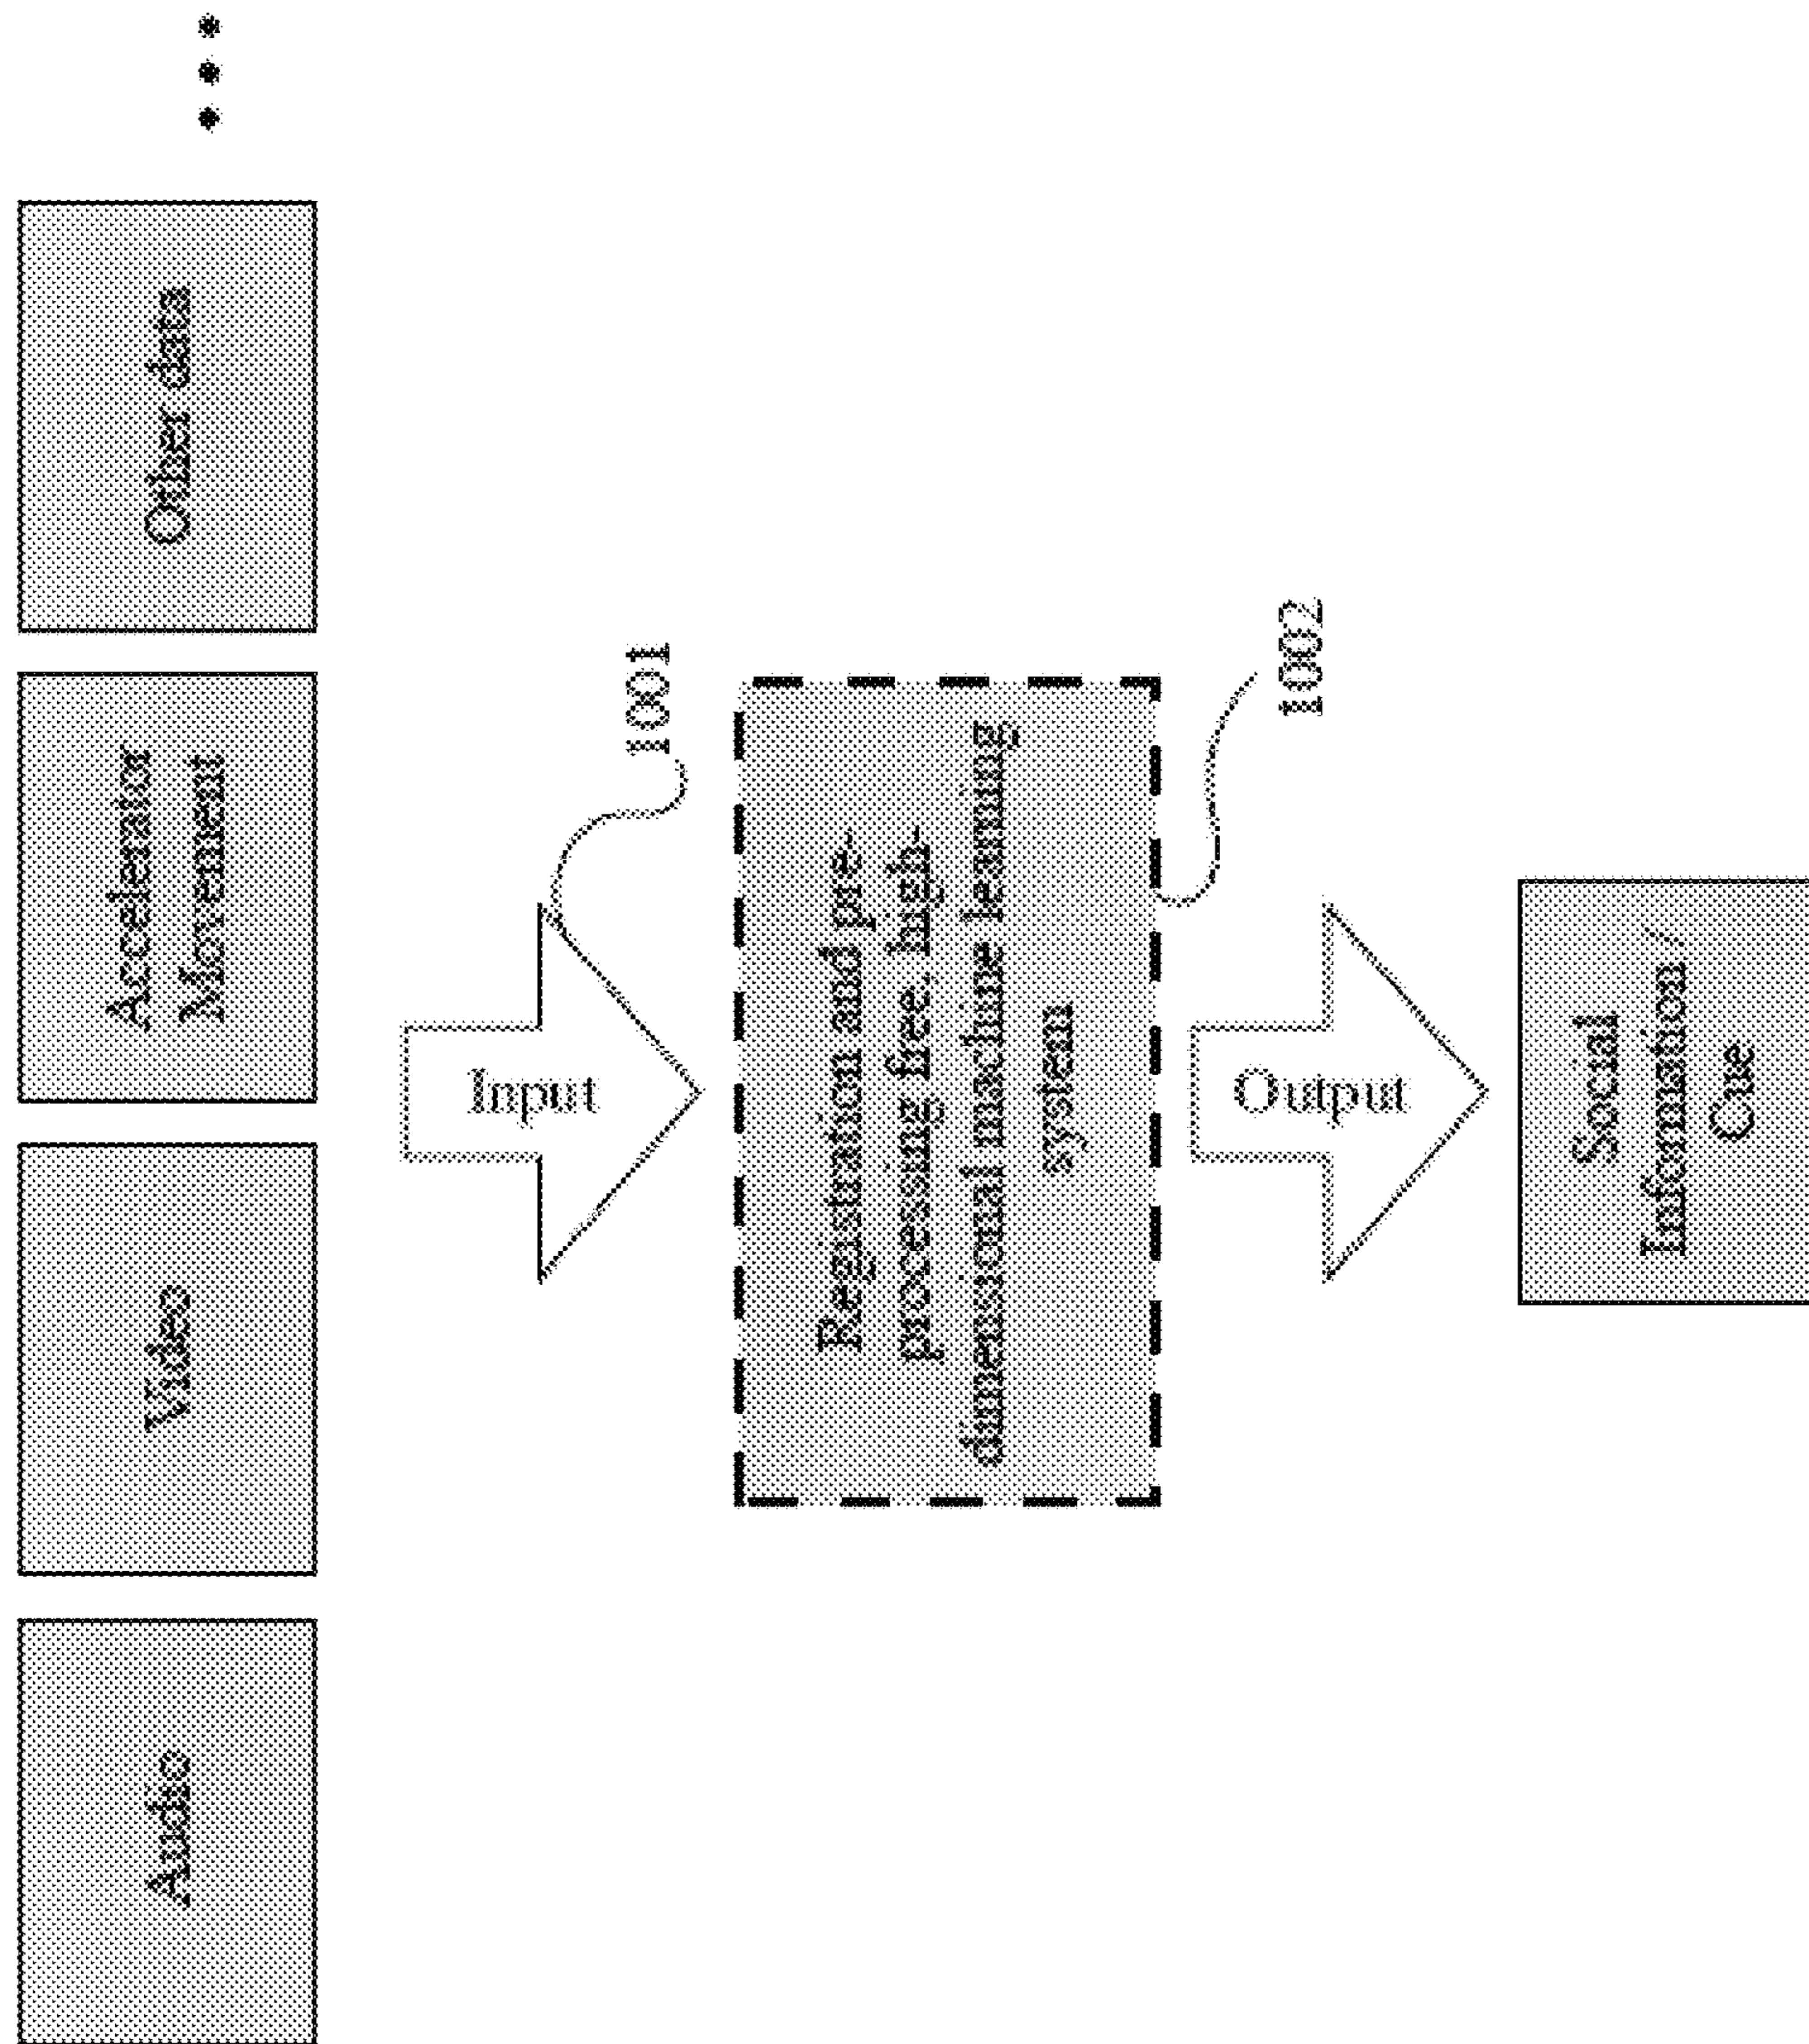 Audio
Video
Accelerator
Movement
Other data
Input
1001
Registration and pre-
processing free, high-
dimensional machine learning
system
1002
Output
Social
Information /
Cue